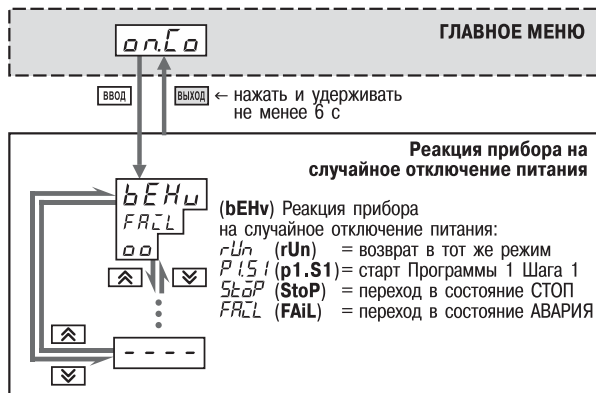 ГЛАВНОЕ МЕНЮ
on.Co
ВВОД
ВЫХОД ← нажать и удерживать
не менее 6 с
Реакция прибора на
случайное отключение питания
bEHu
FAiL
oo
(bEHv) Реакция прибора
на случайное отключение питания:
rUn (rUn) = возврат в тот же режим
P1.S1 (p1.S1) = старт Программы 1 Шага 1
StoP (StoP) = переход в состояние СТОП
FAiL (FAiL) = переход в состояние АВАРИЯ
- - - -